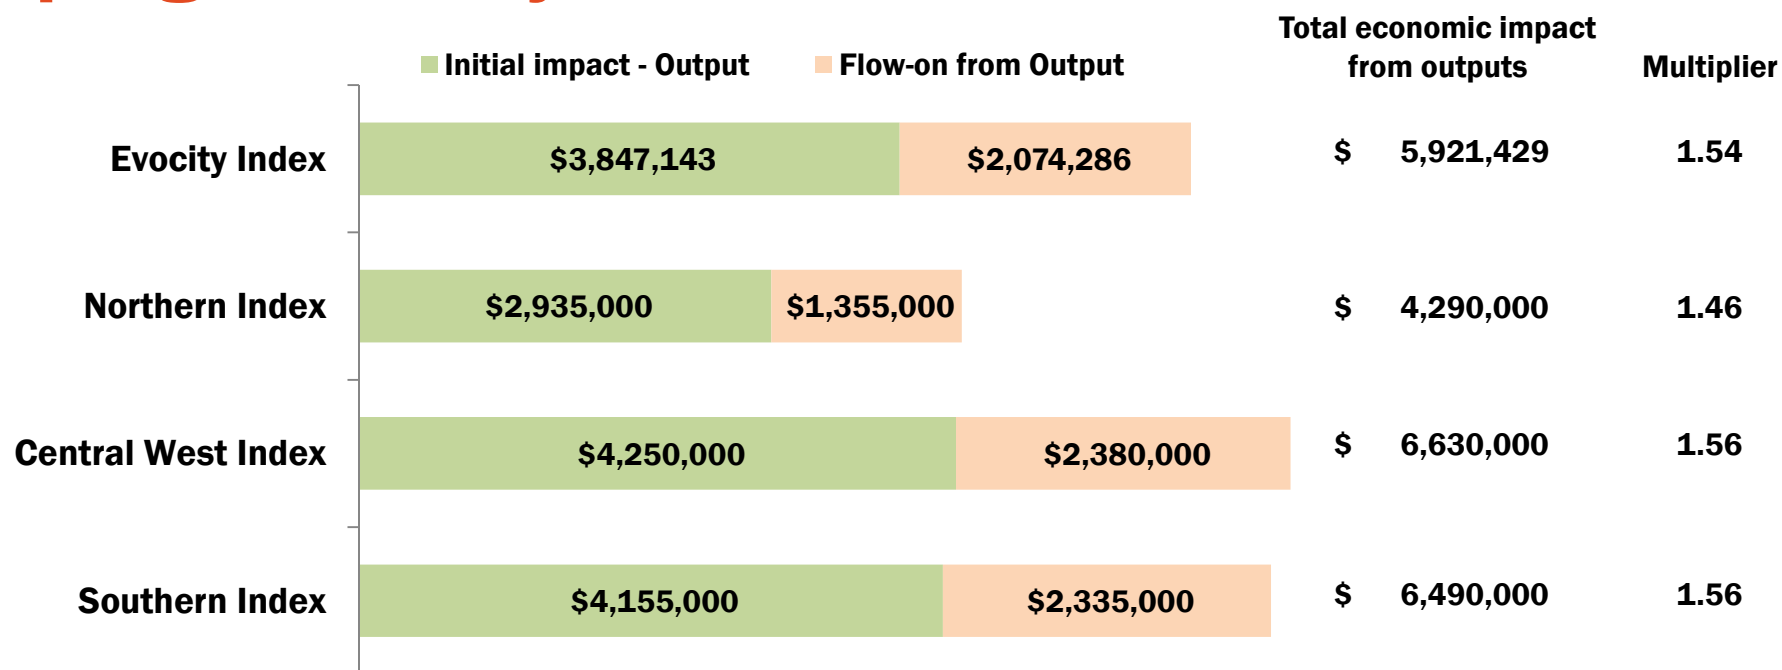 Total economic impact
from outputs
Multiplier
Initial impact - Output
Flow-on from Output
Evocity Index $3,847,143 $2,074,286 $ 5,921,429 1.54
Northern Index $2,935,000 $1,355,000 $ 4,290,000 1.46
Central West Index $4,250,000 $2,380,000 $ 6,630,000 1.56
Southern Index $4,155,000 $2,335,000 $ 6,490,000 1.56